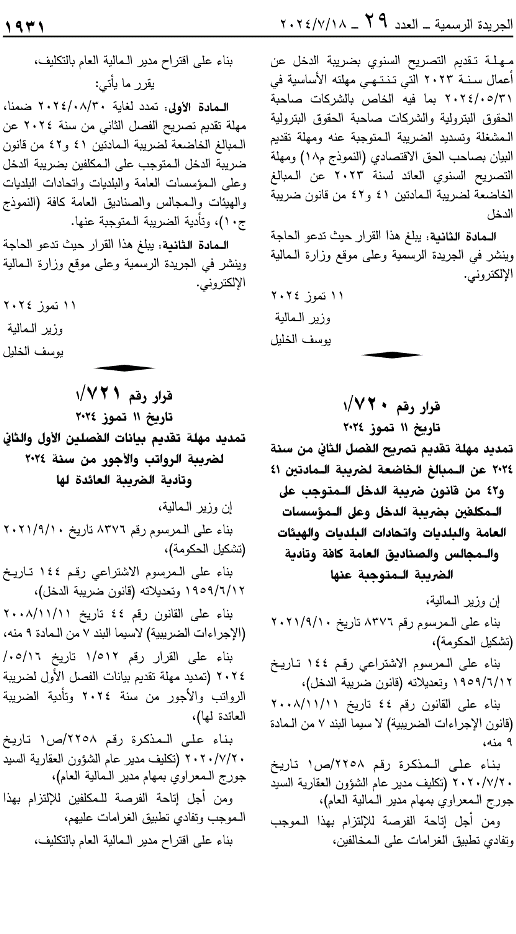 الجريدة الرسمية – العدد ٢٩ – ٢٠٢٤/٧/١٨
١٩٣١
مهلة تقديم التصريح السنوي بضريبة الدخل عن
أعمال سنة ٢٠٢٣ التي تنتهي مهلته الأساسية في
٢٠٢٤/٠٥/٣١ بما فيه الخاص بالشركات صاحبة
الحقوق البترولية والشركات صاحبة الحقوق البترولية
المشغلة وتسديد الضريبة المتوجبة عنه ومهلة تقديم
البيان بصاحب الحق الاقتصادي (النموذج م١٨) ومهلة
التصريح السنوي العائد لسنة ٢٠٢٣ عن المبالغ
الخاضعة لضريبة المادتين ٤١ و٤٢ من قانون ضريبة
الدخل
المادة الثانية: يبلغ هذا القرار حيث تدعو الحاجة
وينشر في الجريدة الرسمية وعلى موقع وزارة المالية
الإلكتروني.
١١ تموز ٢٠٢٤
وزير المالية
يوسف الخليل
قرار رقم ١/٧٢٠
تاريخ ١١ تموز ٢٠٢٤
تمديد مهلة تقديم تصريح الفصل الثاني من سنة
٢٠٢٤ عن المبالغ الخاضعة لضريبة المادتين ٤١
و٤٢ من قانون ضريبة الدخل المتوجب على
المكلفين بضريبة الدخل وعلى المؤسسات
العامة والبلديات واتحادات البلديات والهيئات
والمجالس والصناديق العامة كافة وتأدية
الضريبة المتوجبة عنها
إن وزير المالية،
بناء على المرسوم رقم ٨٣٧٦ تاريخ ٢٠٢١/٩/١٠
(تشكيل الحكومة)،
بناء على المرسوم الاشتراعي رقم ١٤٤ تاريخ
١٩٥٩/٦/١٢ وتعديلاته (قانون ضريبة الدخل)،
بناء على القانون رقم ٤٤ تاريخ ٢٠٠٨/١١/١١
(قانون الإجراءات الضريبية) لا سيما البند ٧ من المادة
٩ منه،
بناء على المذكرة رقم ٢٢٥٨/ص١ تاريخ
٢٠٢٠/٧/٢٠ (تكليف مدير عام الشؤون العقارية السيد
جورج المعراوي بمهام مدير المالية العام)،
ومن أجل إتاحة الفرصة للإلتزام بهذا الموجب
وتفادي تطبيق الغرامات على المخالفين،
بناء على اقتراح مدير المالية العام بالتكليف،
يقرر ما يأتي:
المادة الأولى: تمدد لغاية ٢٠٢٤/٠٨/٣٠ ضمنا،
مهلة تقديم تصريح الفصل الثاني من سنة ٢٠٢٤ عن
المبالغ الخاضعة لضريبة المادتين ٤١ و٤٢ من قانون
ضريبة الدخل المتوجب على المكلفين بضريبة الدخل
وعلى المؤسسات العامة والبلديات واتحادات البلديات
والهيئات والمجالس والصناديق العامة كافة (النموذج
ج١٠)، وتأدية الضريبة المتوجبة عنها.
المادة الثانية: يبلغ هذا القرار حيث تدعو الحاجة
وينشر في الجريدة الرسمية وعلى موقع وزارة المالية
الإلكتروني.
١١ تموز ٢٠٢٤
وزير المالية
يوسف الخليل
قرار رقم ١/٧٢١
تاريخ ١١ تموز ٢٠٢٤
تمديد مهلة تقديم بيانات الفصلين الأول والثاني
لضريبة الرواتب والأجور من سنة ٢٠٢٤
وتأدية الضريبة العائدة لها
إن وزير المالية،
بناء على المرسوم رقم ٨٣٧٦ تاريخ ٢٠٢١/٩/١٠
(تشكيل الحكومة)،
بناء على المرسوم الاشتراعي رقم ١٤٤ تاريخ
١٩٥٩/٦/١٢ وتعديلاته (قانون ضريبة الدخل)،
بناء على القانون رقم ٤٤ تاريخ ٢٠٠٨/١١/١١
(الإجراءات الضريبية) لاسيما البند ٧ من المادة ٩ منه،
بناء على القرار رقم ١/٥١٢ تاريخ ٠٥/١٦/
٢٠٢٤ (تمديد مهلة تقديم بيانات الفصل الأول لضريبة
الرواتب والأجور من سنة ٢٠٢٤ وتأدية الضريبة
العائدة لها)،
بناء على المذكرة رقم ٢٢٥٨/ص١ تاريخ
٢٠٢٠/٧/٢٠ (تكليف مدير عام الشؤون العقارية السيد
جورج المعراوي بمهام مدير المالية العام)،
ومن أجل إتاحة الفرصة للمكلفين للإلتزام بهذا
الموجب وتفادي تطبيق الغرامات عليهم،
بناء على اقتراح مدير المالية العام بالتكليف،